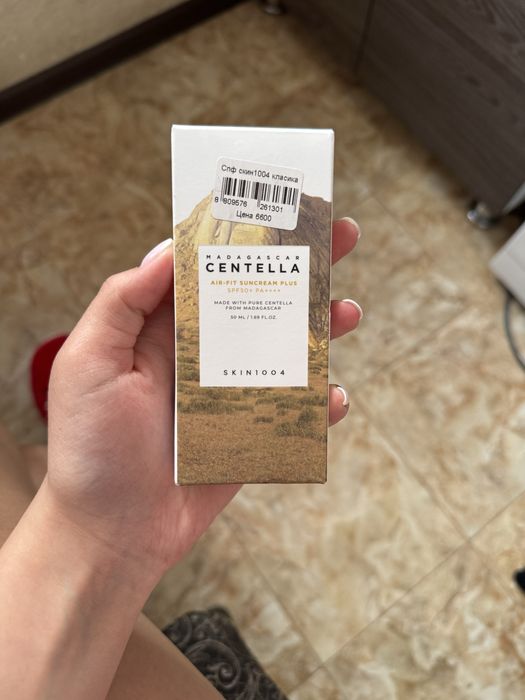 Спф скин1004 класика
8 809576 261301
Цена 6600
MADAGASCAR
CENTELLA
AIR-FIT SUNCREAM PLUS
SPF50+ PA++++
MADE WITH PURE CENTELLA
FROM MADAGASCAR
50 ML / 1.69 FL.OZ.
SKIN1004